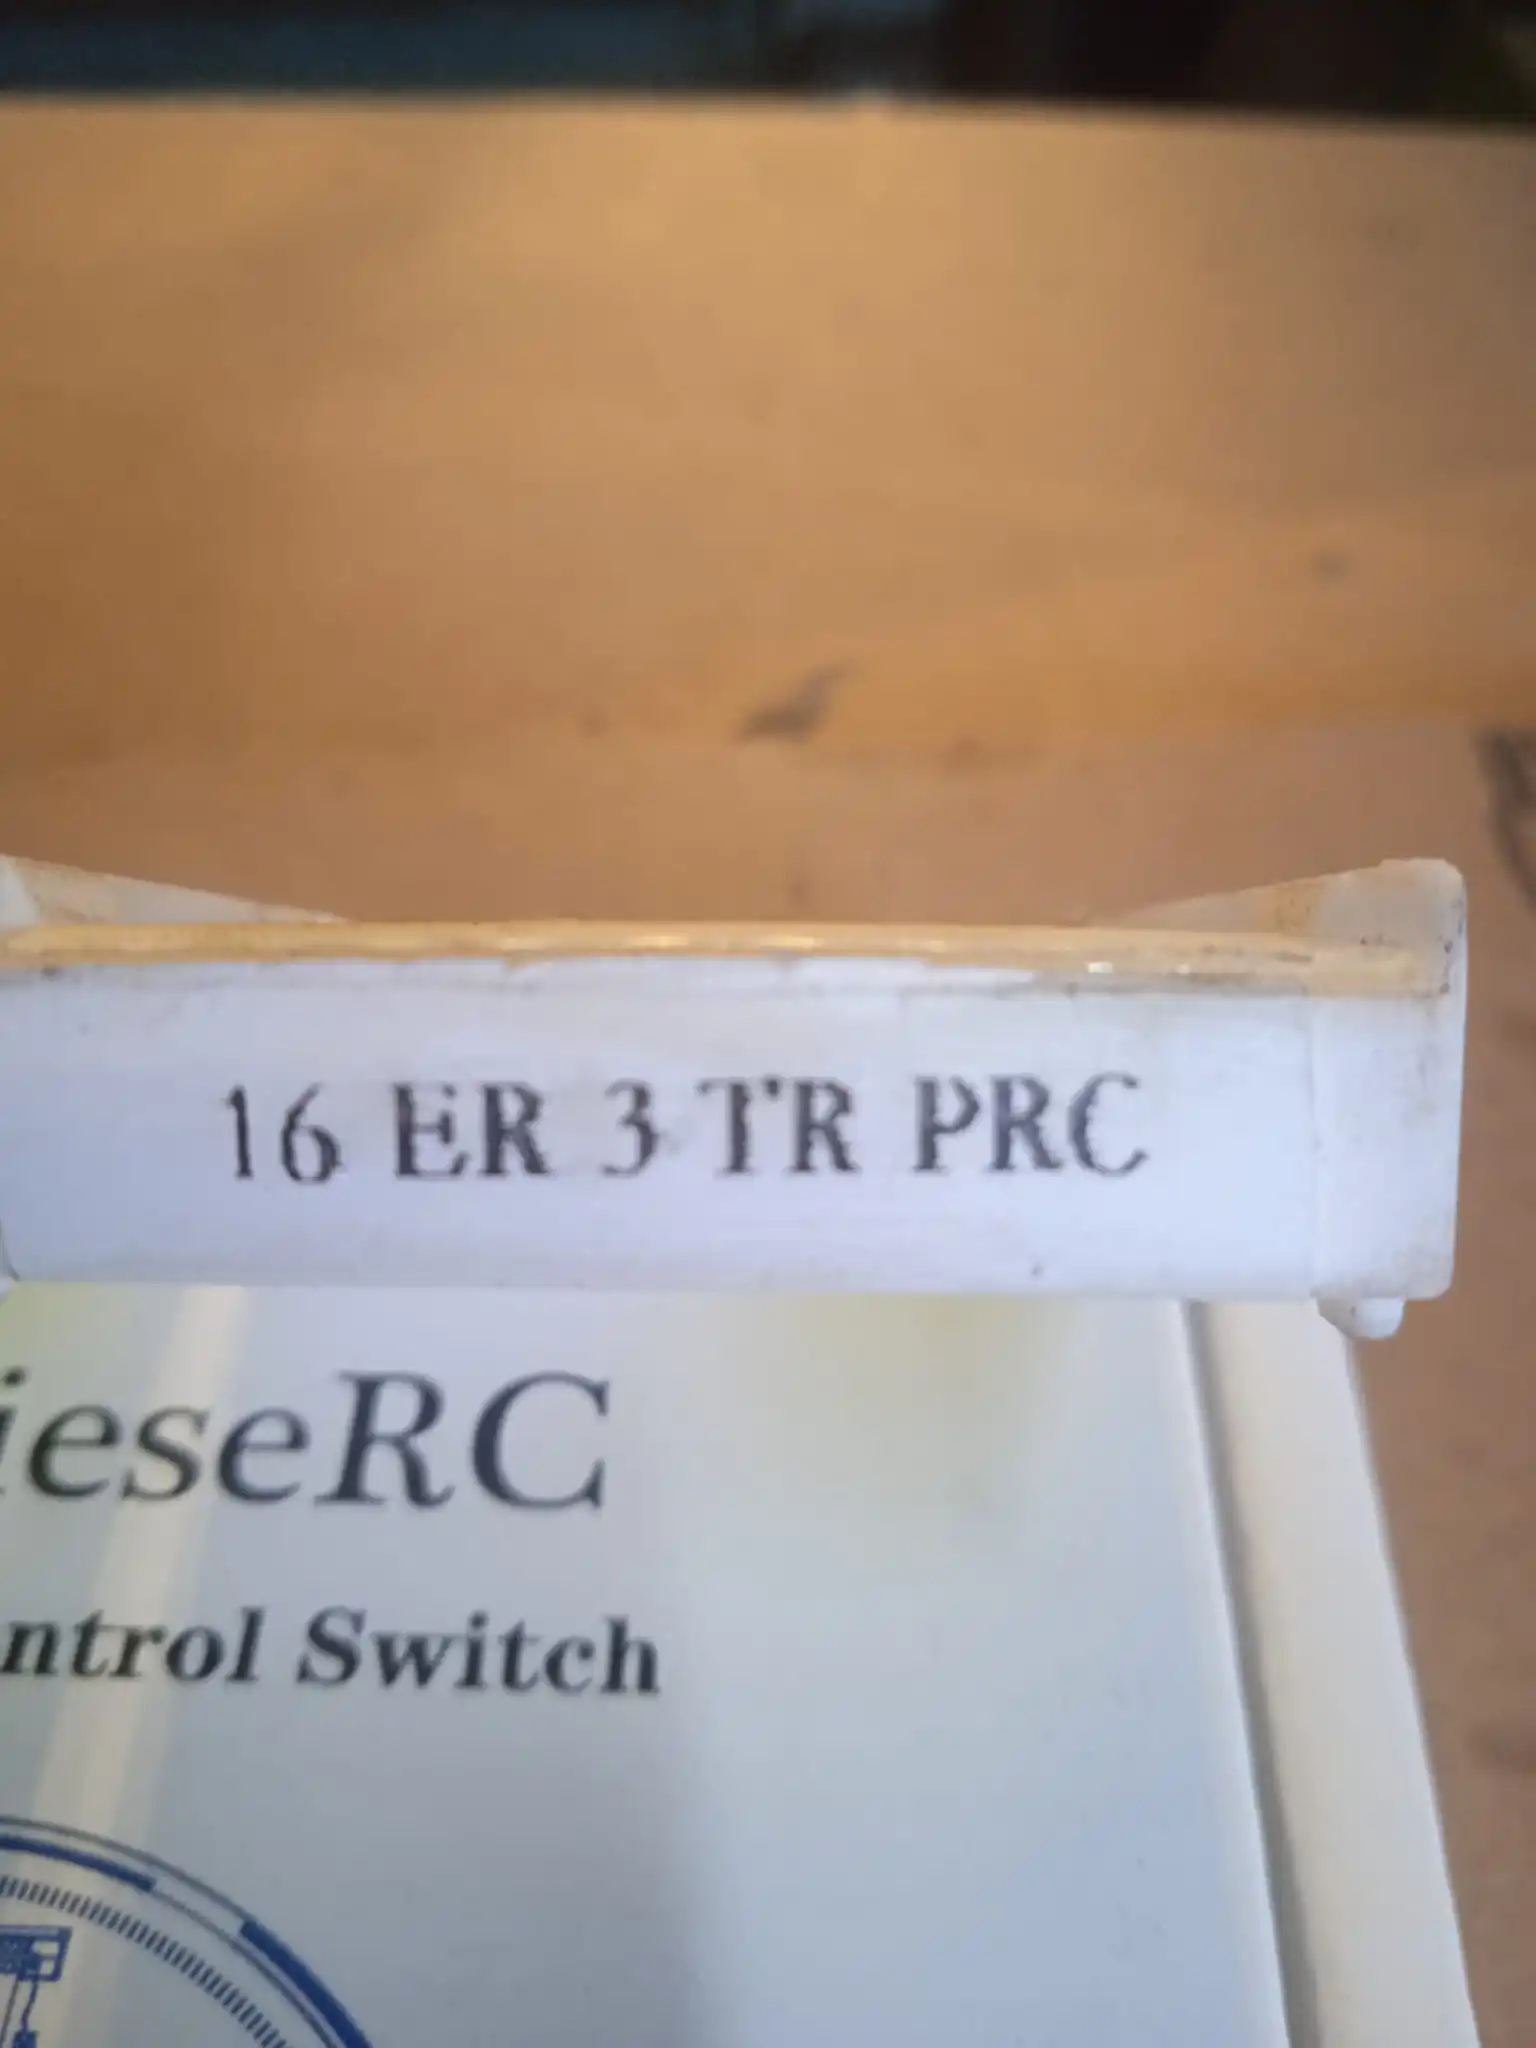 16 ER 3 TR PRC
ieseRC
ntrol Switch